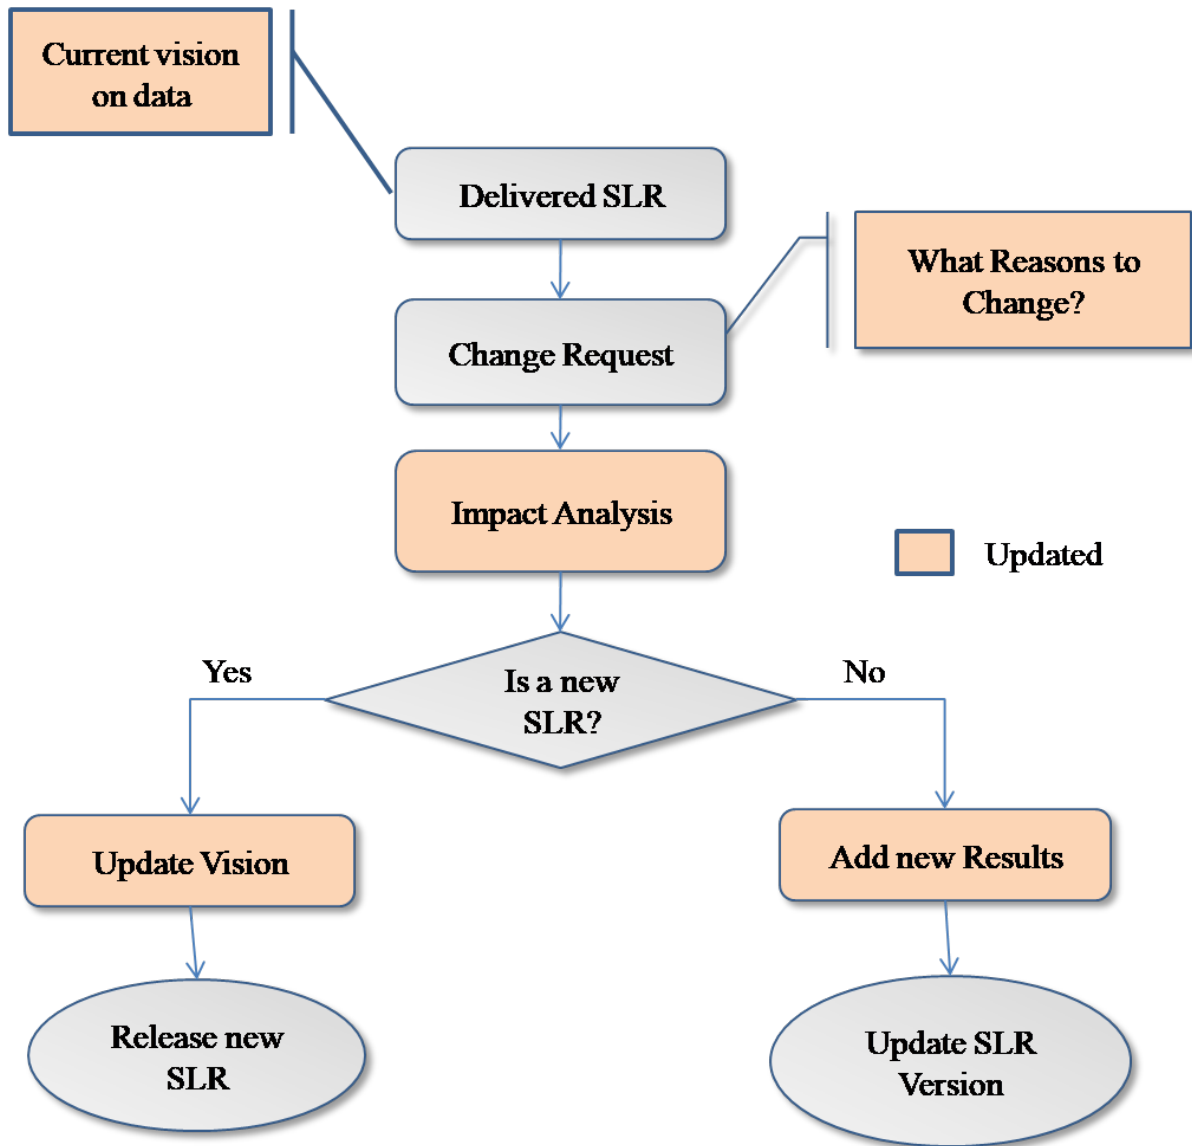 Current vision
on data
Delivered SLR
What Reasons to
Change?
Change Request
Impact Analysis
Updated
Yes
No
Is a new
SLR?
Update Vision
Add new Results
Release new
SLR
Update SLR
Version